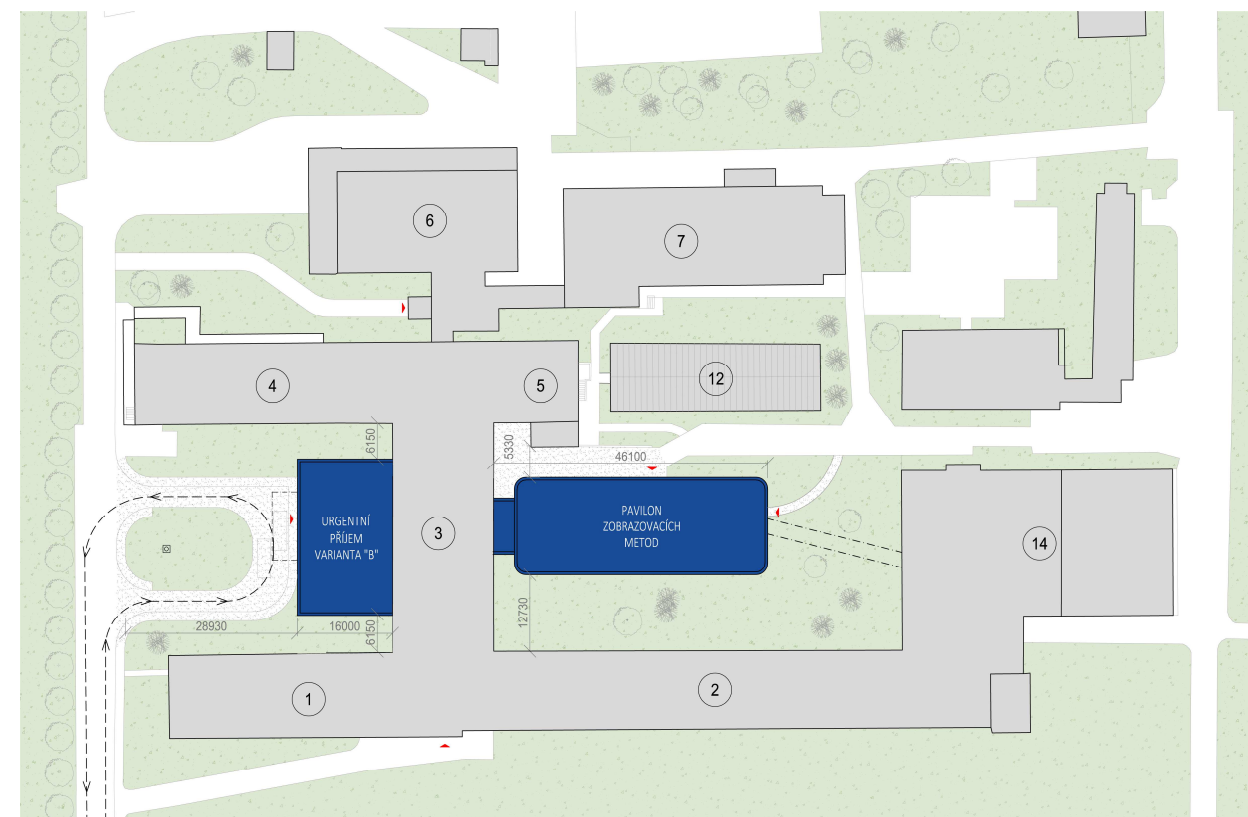 6
7
4
5
12
6150
5330
46100
URGENTNÍ
PŘÍJEM
VARIANTA "B"
3
PAVILON
ZOBRAZOVACÍCH
METOD
14
12730
28930
16000
6150
1
2